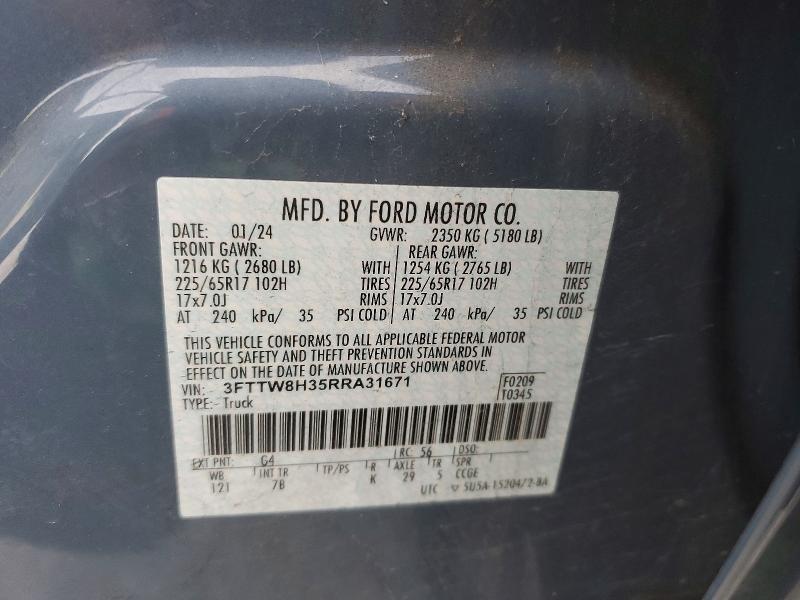 MFD. BY FORD MOTOR CO.
DATE: 01/24 GVWR: 2350 KG ( 5180 LB)
FRONT GAWR: REAR GAWR:
1216 KG ( 2680 LB) WITH 1254 KG ( 2765 LB) WITH
225/65R17 102H TIRES 225/65R17 102H TIRES
17x7.0J RIMS 17x7.0J RIMS
AT 240 kPa/ 35 PSI COLD AT 240 kPa/ 35 PSI COLD
THIS VEHICLE CONFORMS TO ALL APPLICABLE FEDERAL MOTOR
VEHICLE SAFETY AND THEFT PREVENTION STANDARDS IN
EFFECT ON THE DATE OF MANUFACTURE SHOWN ABOVE.
VIN: 3FTTW8H35RRA31671 F0209
TYPE: Truck T0345
EXT PNT: G4 RC: 56 DSO:
WB INT TR TP/PS R AXLE TR SPR
121 7B K 29 5 CCGE
UTC ▽ 5U5A-15204/2-BA